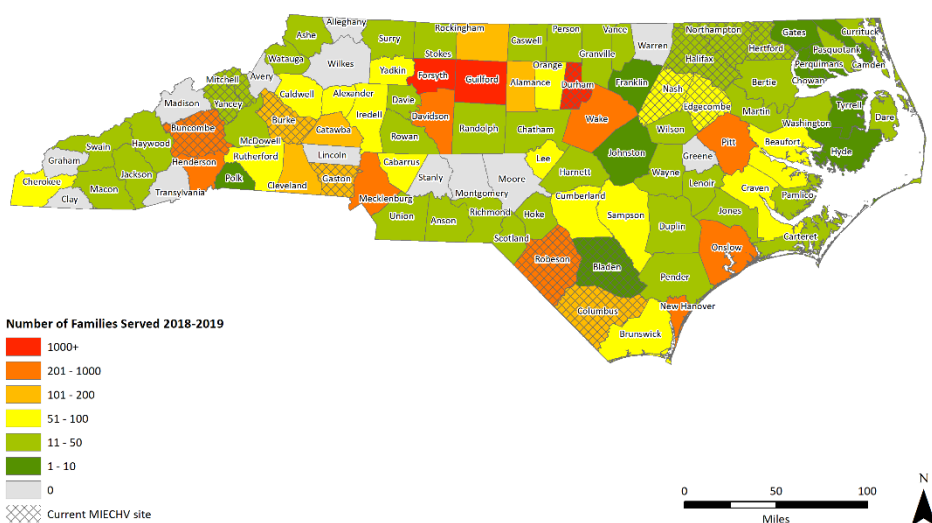 Alleghany
Ashe
Surry
Stokes
Rockingham
Caswell
Person
Granville
Vance
Warren
Northampton
Gates
Currituck
Watauga
Wilkes
Yadkin
Forsyth
Guilford
Alamance
Orange
Durham
Franklin
Halifax
Hertford
Pasquotank
Perquimans
Camden
Chowan
Bertie
Mitchell
Avery
Yancey
Caldwell
Alexander
Davie
Iredell
Nash
Edgecombe
Martin
Washington
Tyrrell
Dare
Madison
Buncombe
McDowell
Burke
Catawba
Rowan
Davidson
Randolph
Chatham
Wake
Wilson
Pitt
Beaufort
Hyde
Swain
Haywood
Graham
Jackson
Henderson
Rutherford
Lincoln
Cabarrus
Lee
Johnston
Greene
Cherokee
Macon
Clay
Transylvania
Polk
Cleveland
Gaston
Mecklenburg
Stanly
Montgomery
Moore
Harnett
Wayne
Lenoir
Craven
Pamlico
Union
Anson
Richmond
Scotland
Hoke
Cumberland
Sampson
Duplin
Jones
Carteret
Onslow
Robeson
Bladen
Pender
Columbus
New Hanover
Brunswick
Number of Families Served 2018-2019
1000+
201 - 1000
101 - 200
51 - 100
11 - 50
1 - 10
0
Current MIECHV site
0 50 100
Miles
N